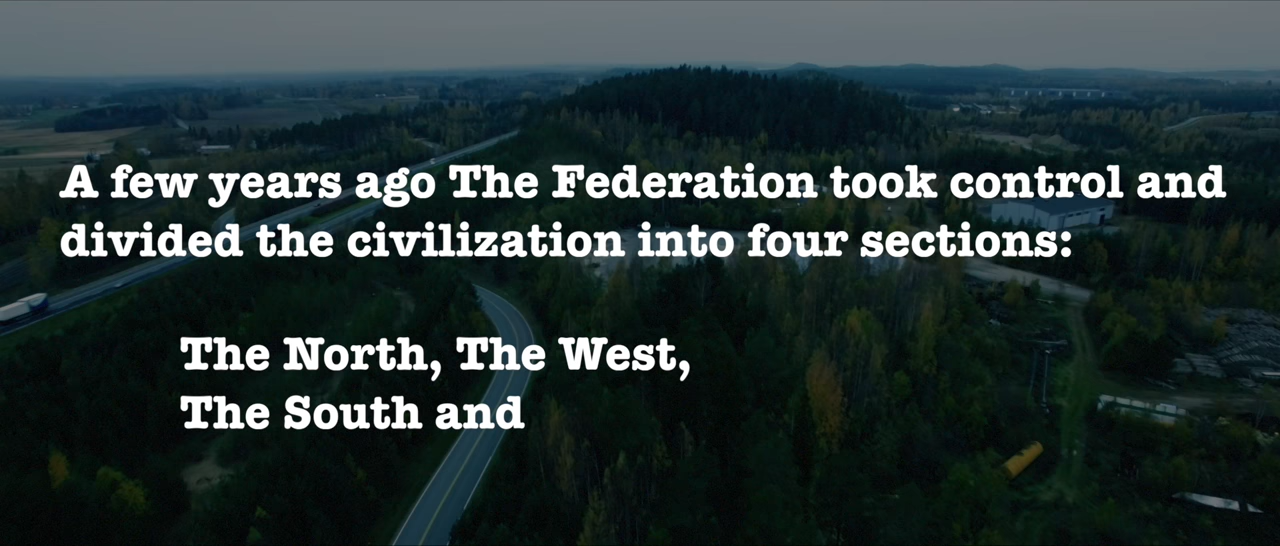 A few years ago The Federation took control and
divided the civilization into four sections:
The North, The West,
The South and